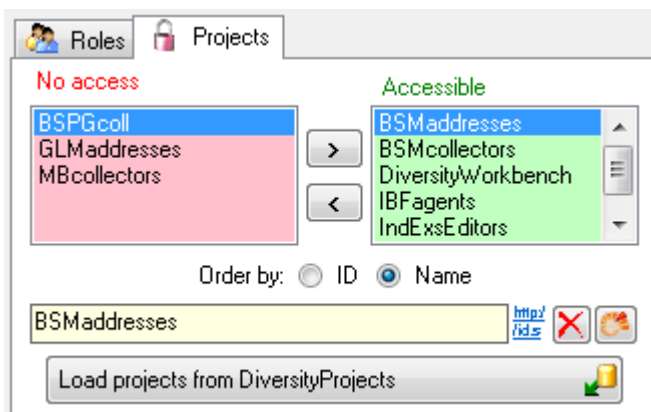 Roles Projects
No access Accessible
BSPGcoll
GLMaddresses
MBcollectors
>
<
BSMaddresses
BSMcollectors
DiversityWorkbench
IBFagents
IndExsEditors
Order by: ID Name
BSMaddresses http:/
/id.s
Load projects from DiversityProjects